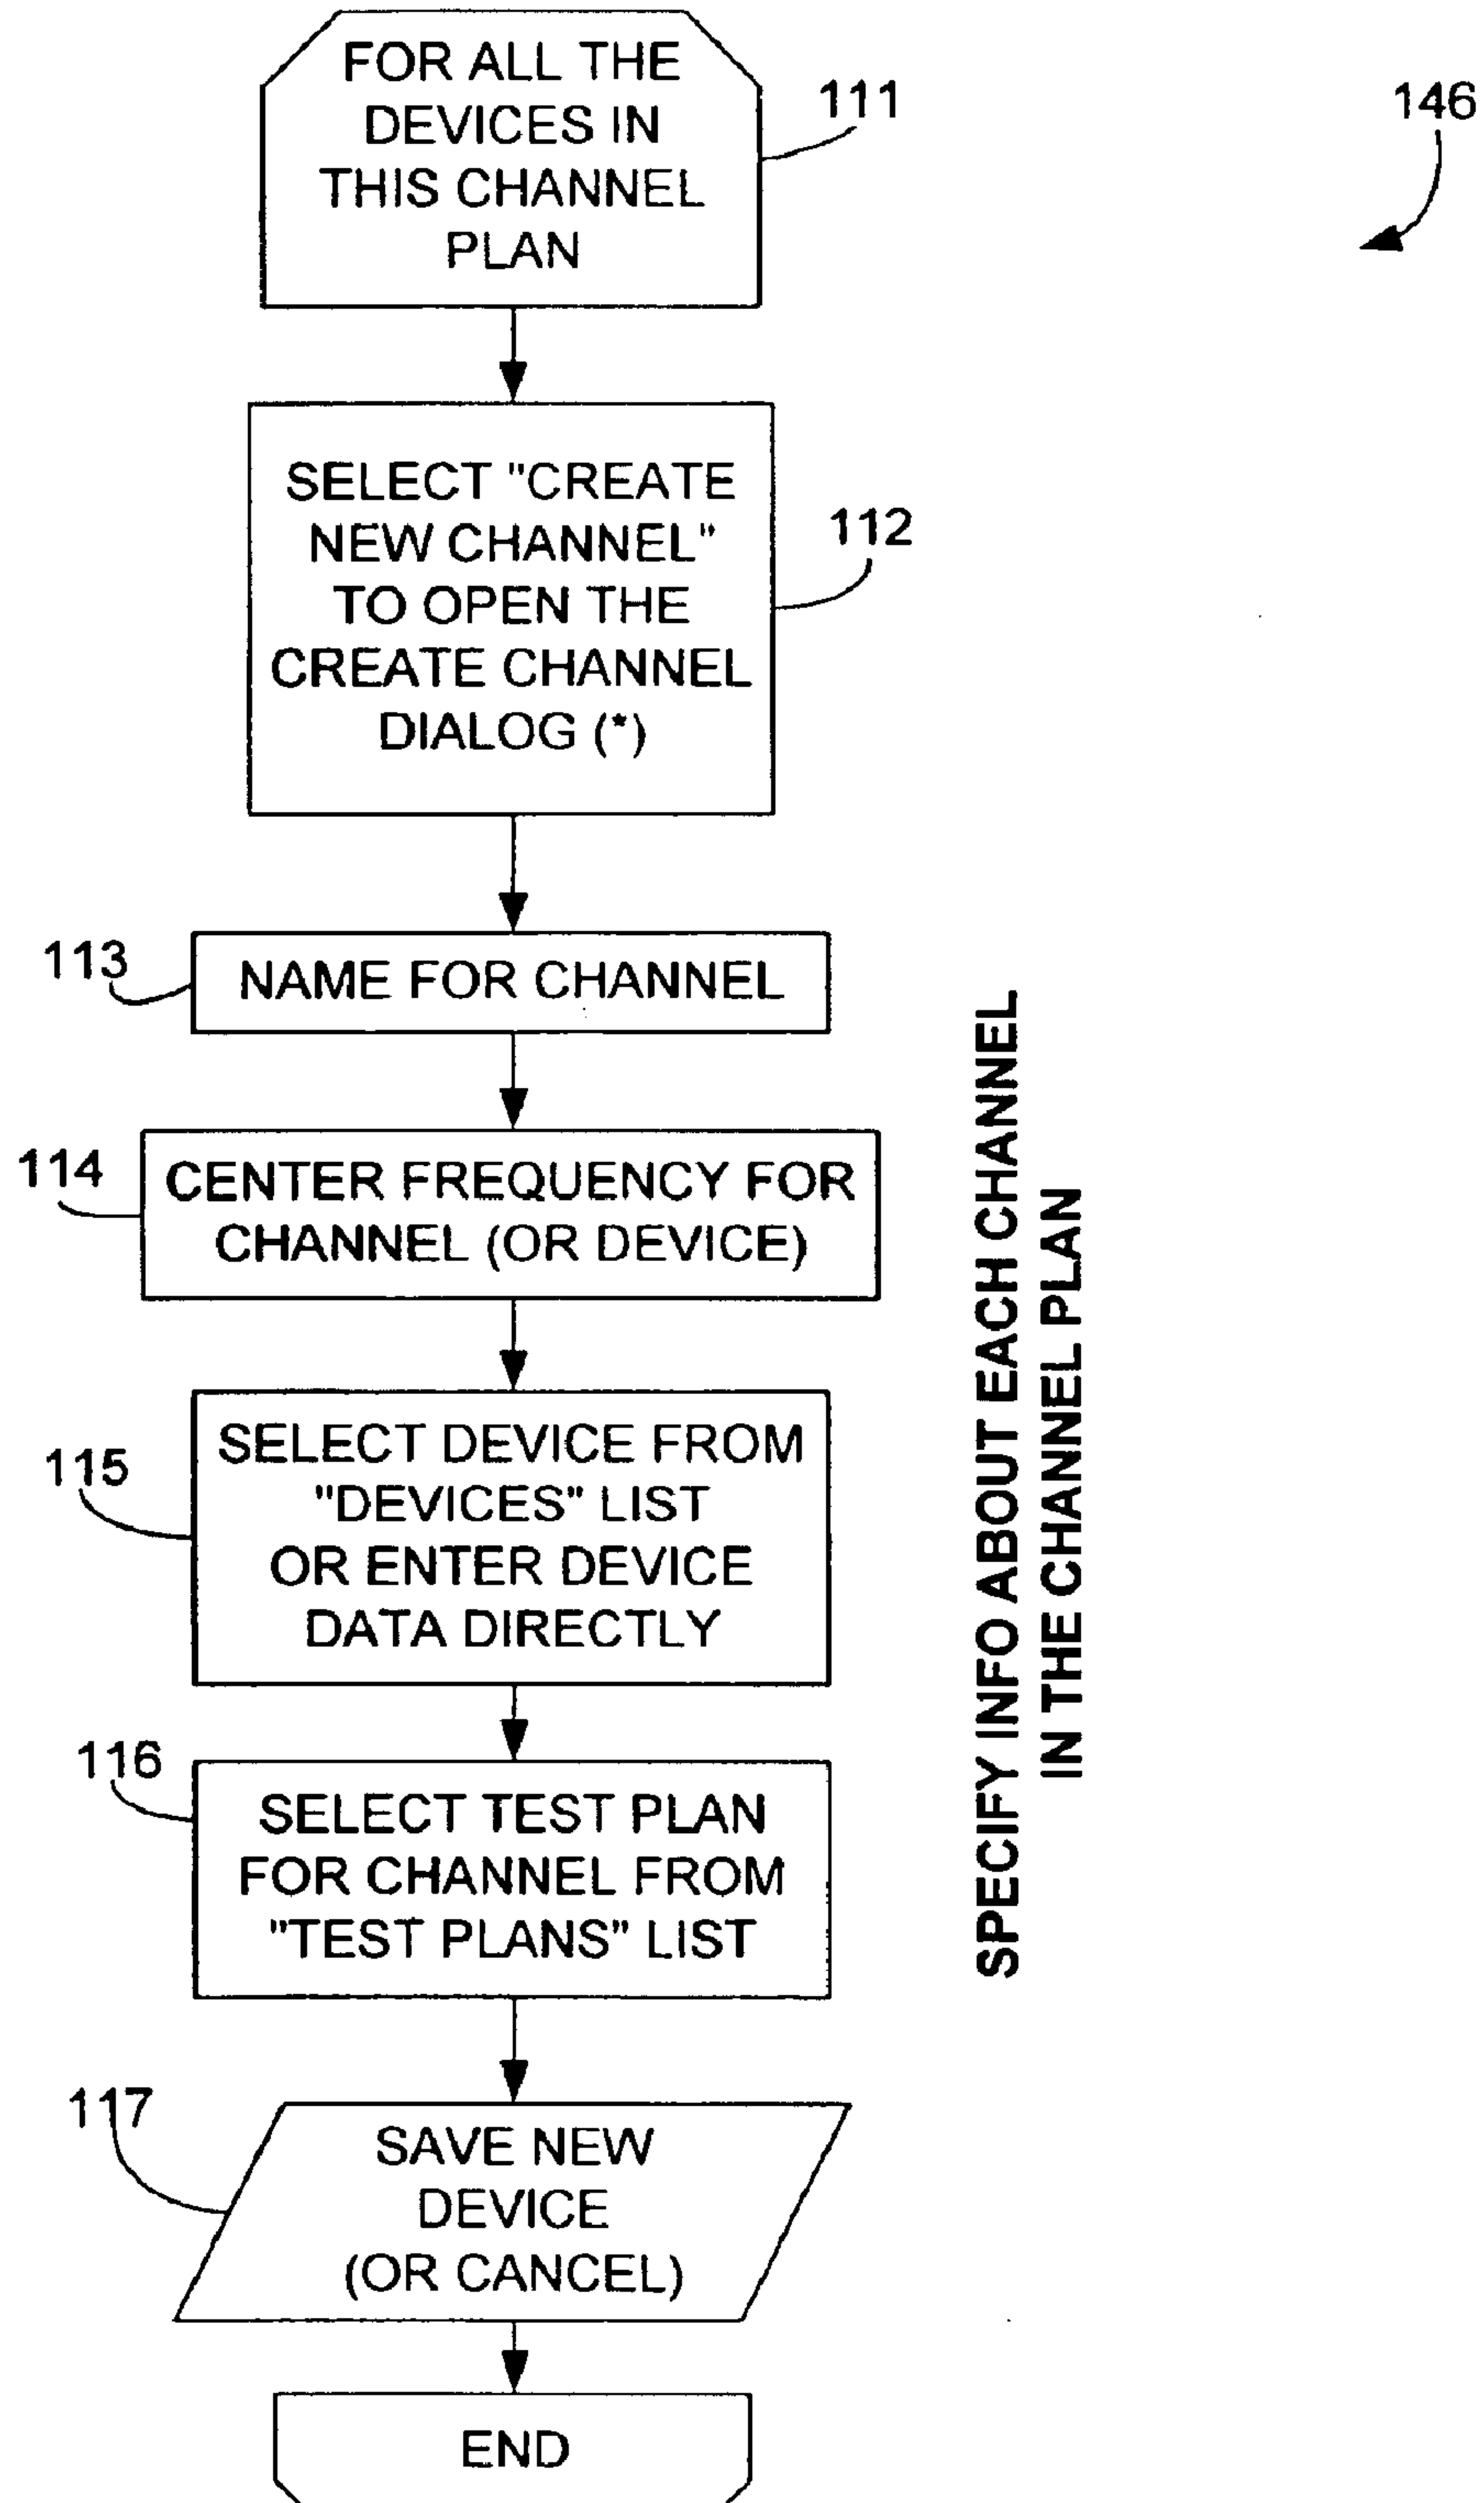 FOR ALL THE
DEVICES IN
THIS CHANNEL
PLAN
111
146
SELECT "CREATE
NEW CHANNEL"
TO OPEN THE
CREATE CHANNEL
DIALOG (*)
112
113
NAME FOR CHANNEL
114
CENTER FREQUENCY FOR
CHANNEL (OR DEVICE)
115
SELECT DEVICE FROM
"DEVICES" LIST
OR ENTER DEVICE
DATA DIRECTLY
116
SELECT TEST PLAN
FOR CHANNEL FROM
"TEST PLANS" LIST
117
SAVE NEW
DEVICE
(OR CANCEL)
END
SPECIFY INFO ABOUT EACH CHANNEL
IN THE CHANNEL PLAN